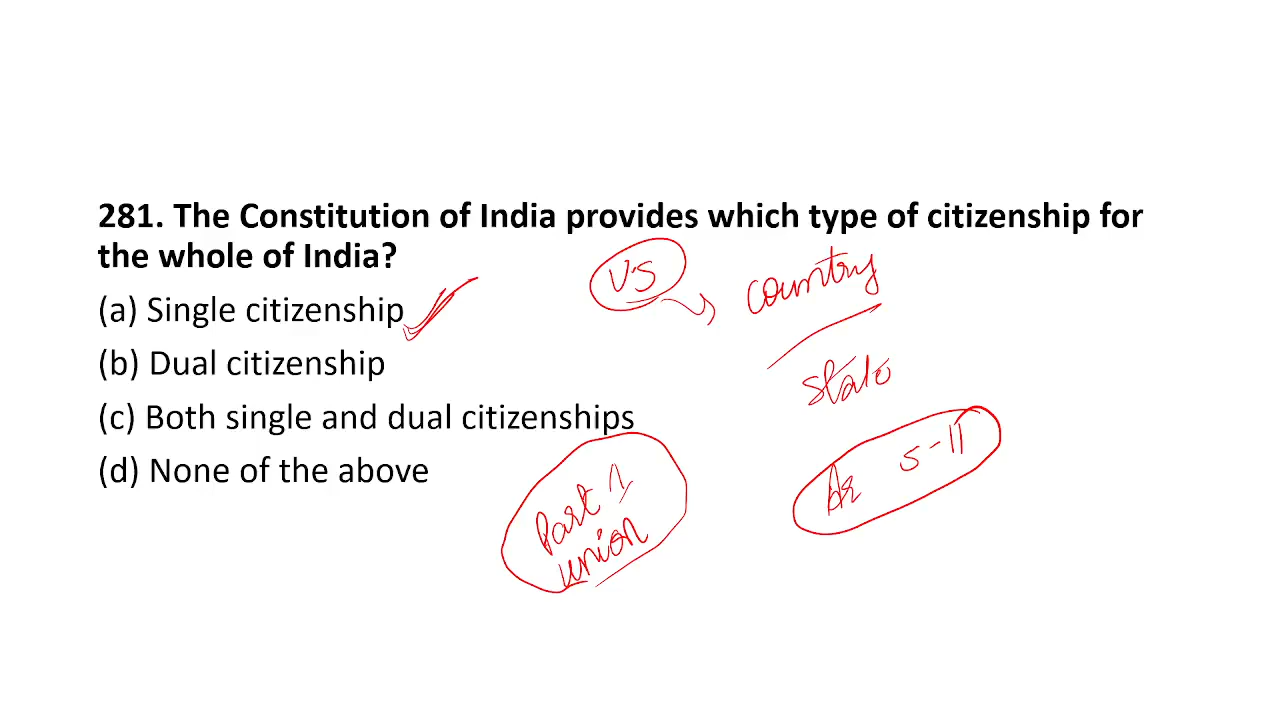 281. The Constitution of India provides which type of citizenship for
the whole of India?
(a) Single citizenship
(b) Dual citizenship
(c) Both single and dual citizenships
(d) None of the above
U.S
country
state
Part 1
union
Ar 5-11